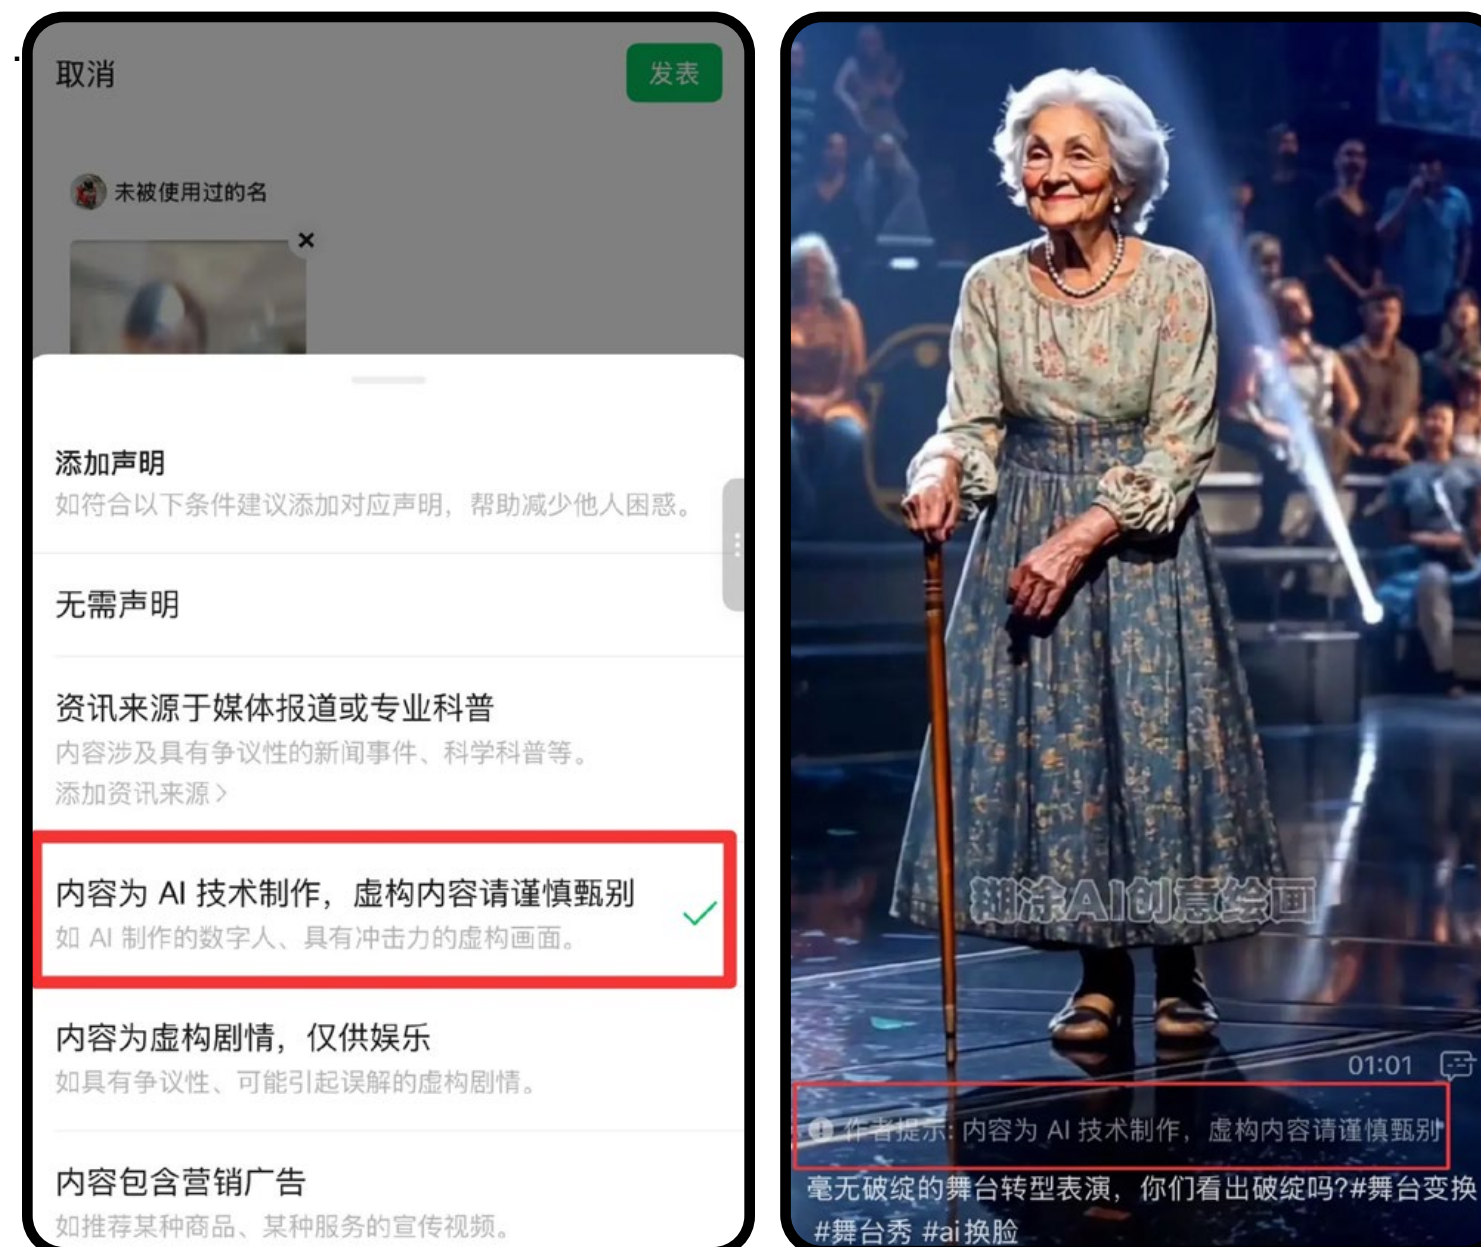 取消
发表
未被使用过的名
添加声明
如符合以下条件建议添加对应声明，帮助减少他人困惑。
无需声明
资讯来源于媒体报道或专业科普
内容涉及具有争议性的新闻事件、科学科普等。
添加资讯来源>
内容为 AI 技术制作，虚构内容请谨慎甄别
如 AI 制作的数字人、具有冲击力的虚构画面。
内容为虚构剧情，仅供娱乐
如具有争议性、可能引起误解的虚构剧情。
内容包含营销广告
如推荐某种商品、某种服务的宣传视频。
糊涂AI创意绘画
01:01
作者提示: 内容为 AI 技术制作，虚构内容请谨慎甄别
毫无破绽的舞台转型表演，你们看出破绽吗?#舞台变换
#舞台秀 #ai换脸